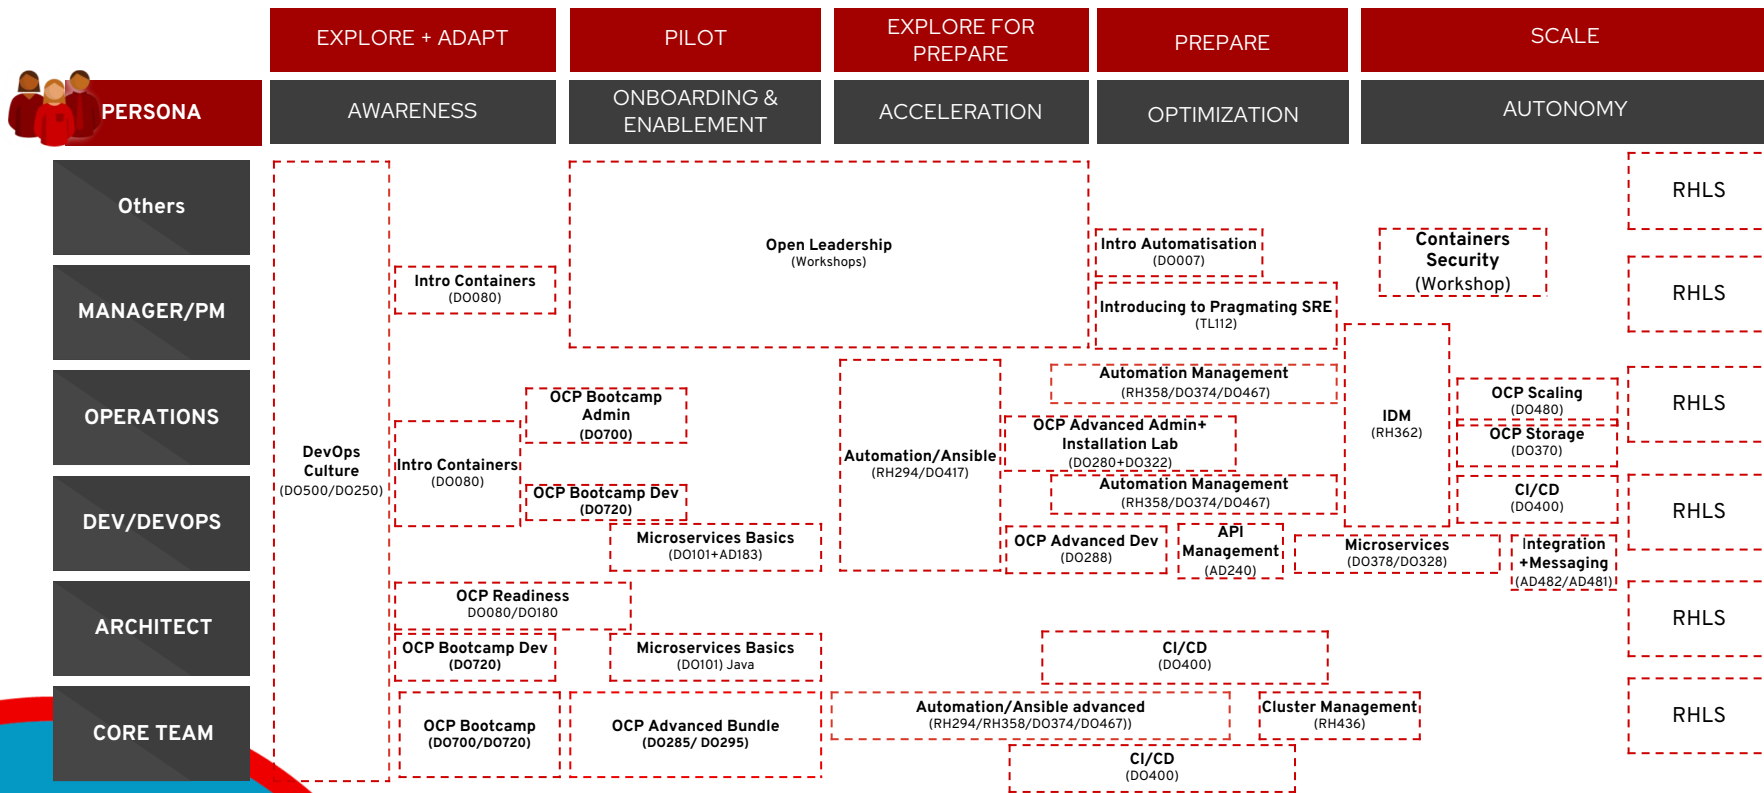 EXPLORE + ADAPT
PILOT
EXPLORE FOR
PREPARE
PREPARE
SCALE
PERSONA
AWARENESS
ONBOARDING &
ENABLEMENT
ACCELERATION
OPTIMIZATION
AUTONOMY
Others
Open Leadership
(Workshops)
Intro Automatisation
(DO007)
Containers
Security
(Workshop)
RHLS
MANAGER/PM
Intro Containers
(DO080)
Introducing to Pragmating SRE
(TL112)
RHLS
OPERATIONS
DevOps
Culture
(DO500/DO250)
Intro Containers
(DO080)
OCP Bootcamp
Admin
(DO700)
Automation/Ansible
(RH294/DO417)
Automation Management
(RH358/DO374/DO467)
OCP Advanced Admin+
Installation Lab
(DO280+DO322)
IDM
(RH362)
OCP Scaling
(DO480)
OCP Storage
(DO370)
RHLS
DEV/DEVOPS
OCP Bootcamp Dev
(DO720)
Microservices Basics
(DO101+AD183)
Automation Management
(RH358/DO374/DO467)
OCP Advanced Dev
(DO288)
API
Management
(AD240)
Microservices
(DO378/DO328)
CI/CD
(DO400)
Integration
+Messaging
(AD482/AD481)
RHLS
ARCHITECT
OCP Readiness
DO080/DO180
OCP Bootcamp Dev
(DO720)
Microservices Basics
(DO101) Java
CI/CD
(DO400)
RHLS
CORE TEAM
OCP Bootcamp
(DO700/DO720)
OCP Advanced Bundle
(DO285/ DO295)
Automation/Ansible advanced
(RH294/RH358/DO374/DO467))
Cluster Management
(RH436)
CI/CD
(DO400)
RHLS